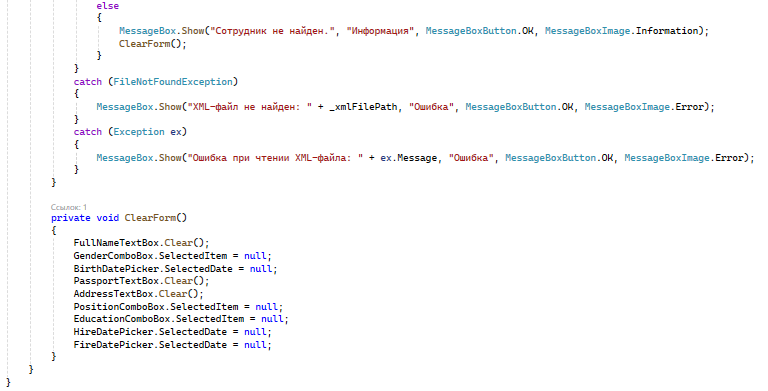 else
{
MessageBox.Show("Сотрудник не найден.", "Информация", MessageBoxButton.OK, MessageBoxImage.Information);
ClearForm();
}
}
catch (FileNotFoundException)
{
MessageBox.Show("XML-файл не найден: " + _xmlFilePath, "Ошибка", MessageBoxButton.OK, MessageBoxImage.Error);
}
catch (Exception ex)
{
MessageBox.Show("Ошибка при чтении XML-файла: " + ex.Message, "Ошибка", MessageBoxButton.OK, MessageBoxImage.Error);
}
}
Ссылок: 1
private void ClearForm()
{
FullNameTextBox.Clear();
GenderComboBox.SelectedItem = null;
BirthDatePicker.SelectedDate = null;
PassportTextBox.Clear();
AddressTextBox.Clear();
PositionComboBox.SelectedItem = null;
EducationComboBox.SelectedItem = null;
HireDatePicker.SelectedDate = null;
FireDatePicker.SelectedDate = null;
}
}
}